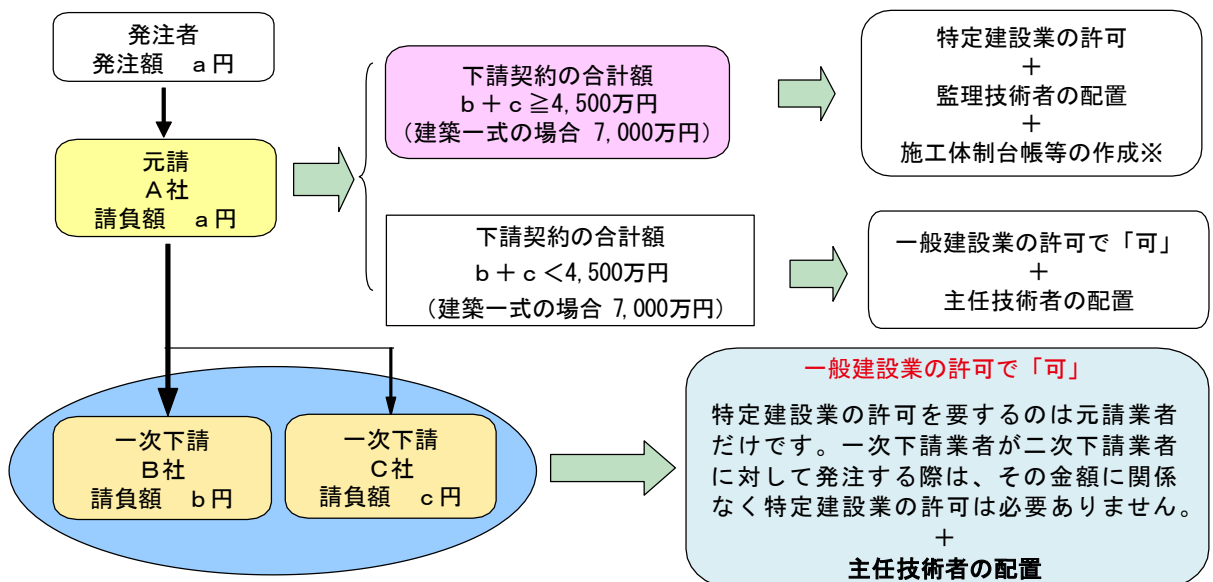 発注者
発注額　a円
元請
A社
請負額　a円
下請契約の合計額
b＋c≧4,500万円
（建築一式の場合 7,000万円）
特定建設業の許可
＋
監理技術者の配置
＋
施工体制台帳等の作成※
下請契約の合計額
b＋c＜4,500万円
（建築一式の場合 7,000万円）
一般建設業の許可で「可」
＋
主任技術者の配置
一次下請
B社
請負額　b円
一次下請
C社
請負額　c円
一般建設業の許可で「可」
特定建設業の許可を要するのは元請業者
だけです。一次下請業者が二次下請業者
に対して発注する際は、その金額に関係
なく特定建設業の許可は必要ありません。
＋
主任技術者の配置